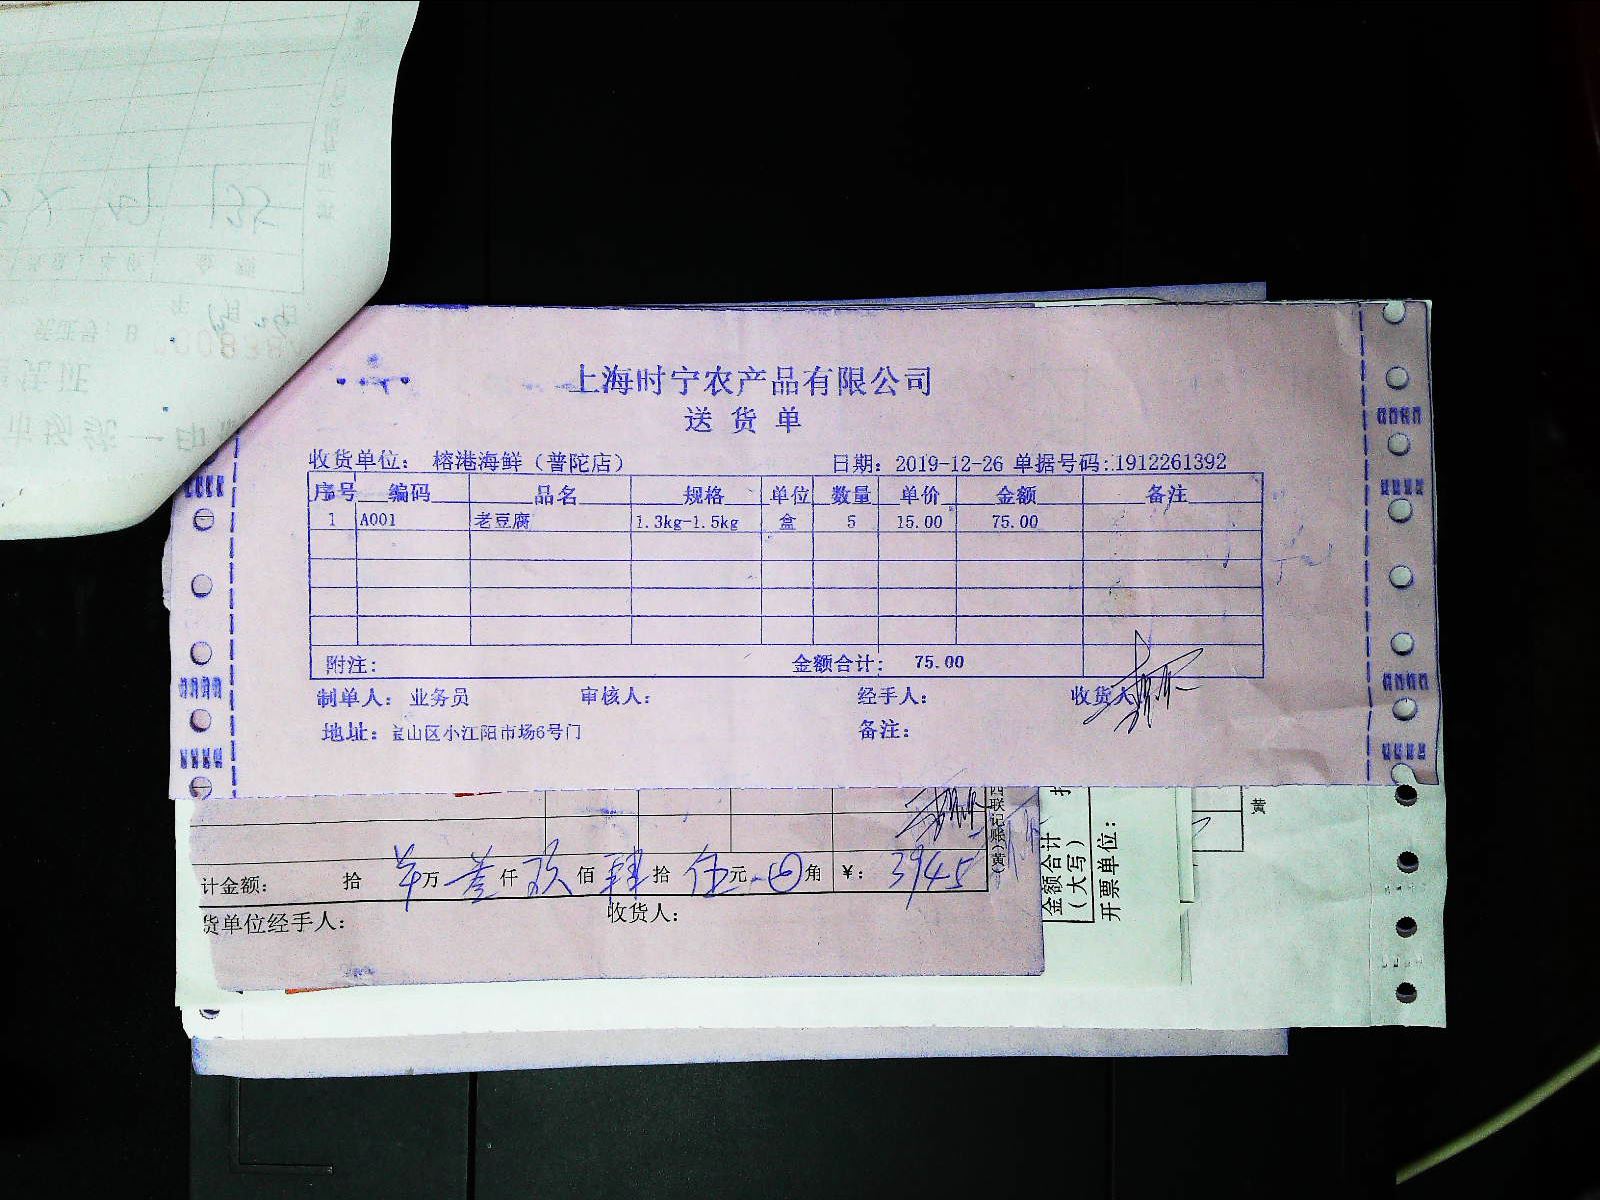 上海时宁农产品有限公司
送货单
收货单位： 榕港海鲜（普陀店） 日期：2019-12-26 单据号码：1912261392
序号 编码 品名 规格 单位 数量 单价 金额 备注
1 A001 老豆腐 1.3kg-1.5kg 盒 5 15.00 75.00
附注： 金额合计： 75.00
制单人： 业务员 审核人： 经手人： 收货人
地址：宝山区小江阳市场6号门 备注：
计金额： 拾 万 叁仟 玖佰 肆拾 伍元 角 ¥：3945
货单位经手人： 收货人：
金额合计
（大写）
开票单位：
黄